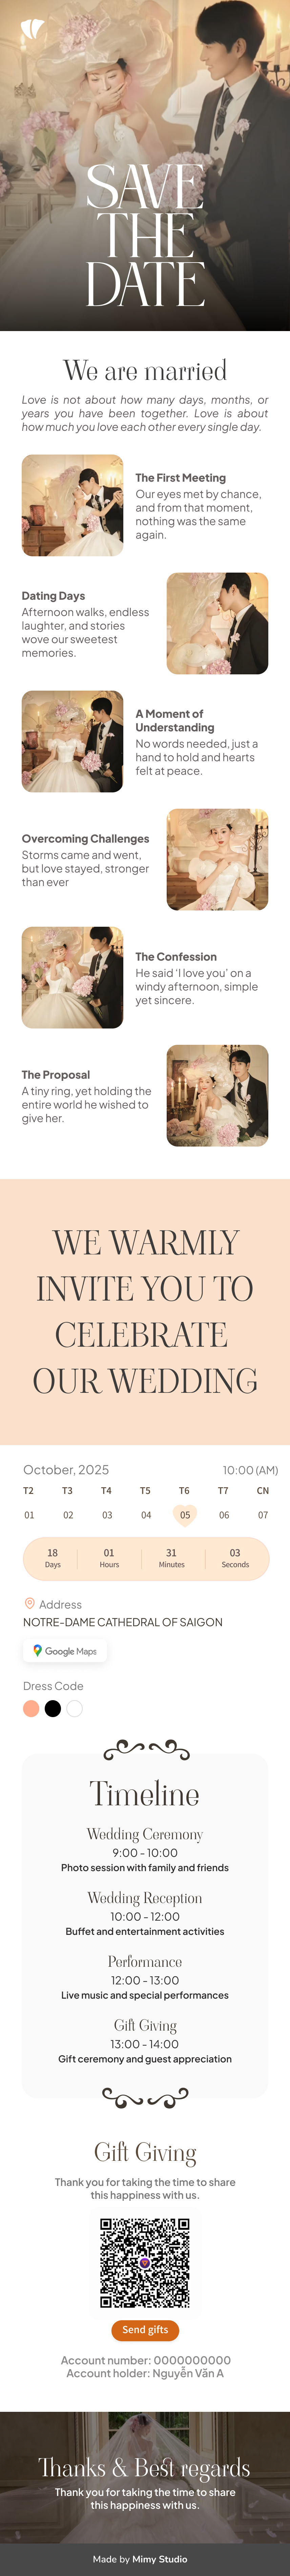 SAVE
THE
DATE
We are married
Love is not about how many days, months, or
years you have been together. Love is about
how much you love each other every single day.
The First Meeting
Our eyes met by chance,
and from that moment,
nothing was the same
again.
Dating Days
Afternoon walks, endless
laughter, and stories
wove our sweetest
memories.
A Moment of
Understanding
No words needed, just a
hand to hold and hearts
felt at peace.
Overcoming Challenges
Storms came and went,
but love stayed, stronger
than ever
The Confession
He said ‘I love you’ on a
windy afternoon, simple
yet sincere.
The Proposal
A tiny ring, yet holding the
entire world he wished to
give her.
WE WARMLY
INVITE YOU TO
CELEBRATE
OUR WEDDING
October, 2025 10:00 (AM)
T2 T3 T4 T5 T6 T7 CN
01 02 03 04 05 06 07
18 01 31 03
Days Hours Minutes Seconds
Address
NOTRE-DAME CATHEDRAL OF SAIGON
Google Maps
Dress Code
Timeline
Wedding Ceremony
9:00 - 10:00
Photo session with family and friends
Wedding Reception
10:00 - 12:00
Buffet and entertainment activities
Performance
12:00 - 13:00
Live music and special performances
Gift Giving
13:00 - 14:00
Gift ceremony and guest appreciation
Gift Giving
Thank you for taking the time to share
this happiness with us.
Send gifts
Account number: 0000000000
Account holder: Nguyễn Văn A
Thanks & Best regards
Thank you for taking the time to share
this happiness with us.
Made by Mimy Studio